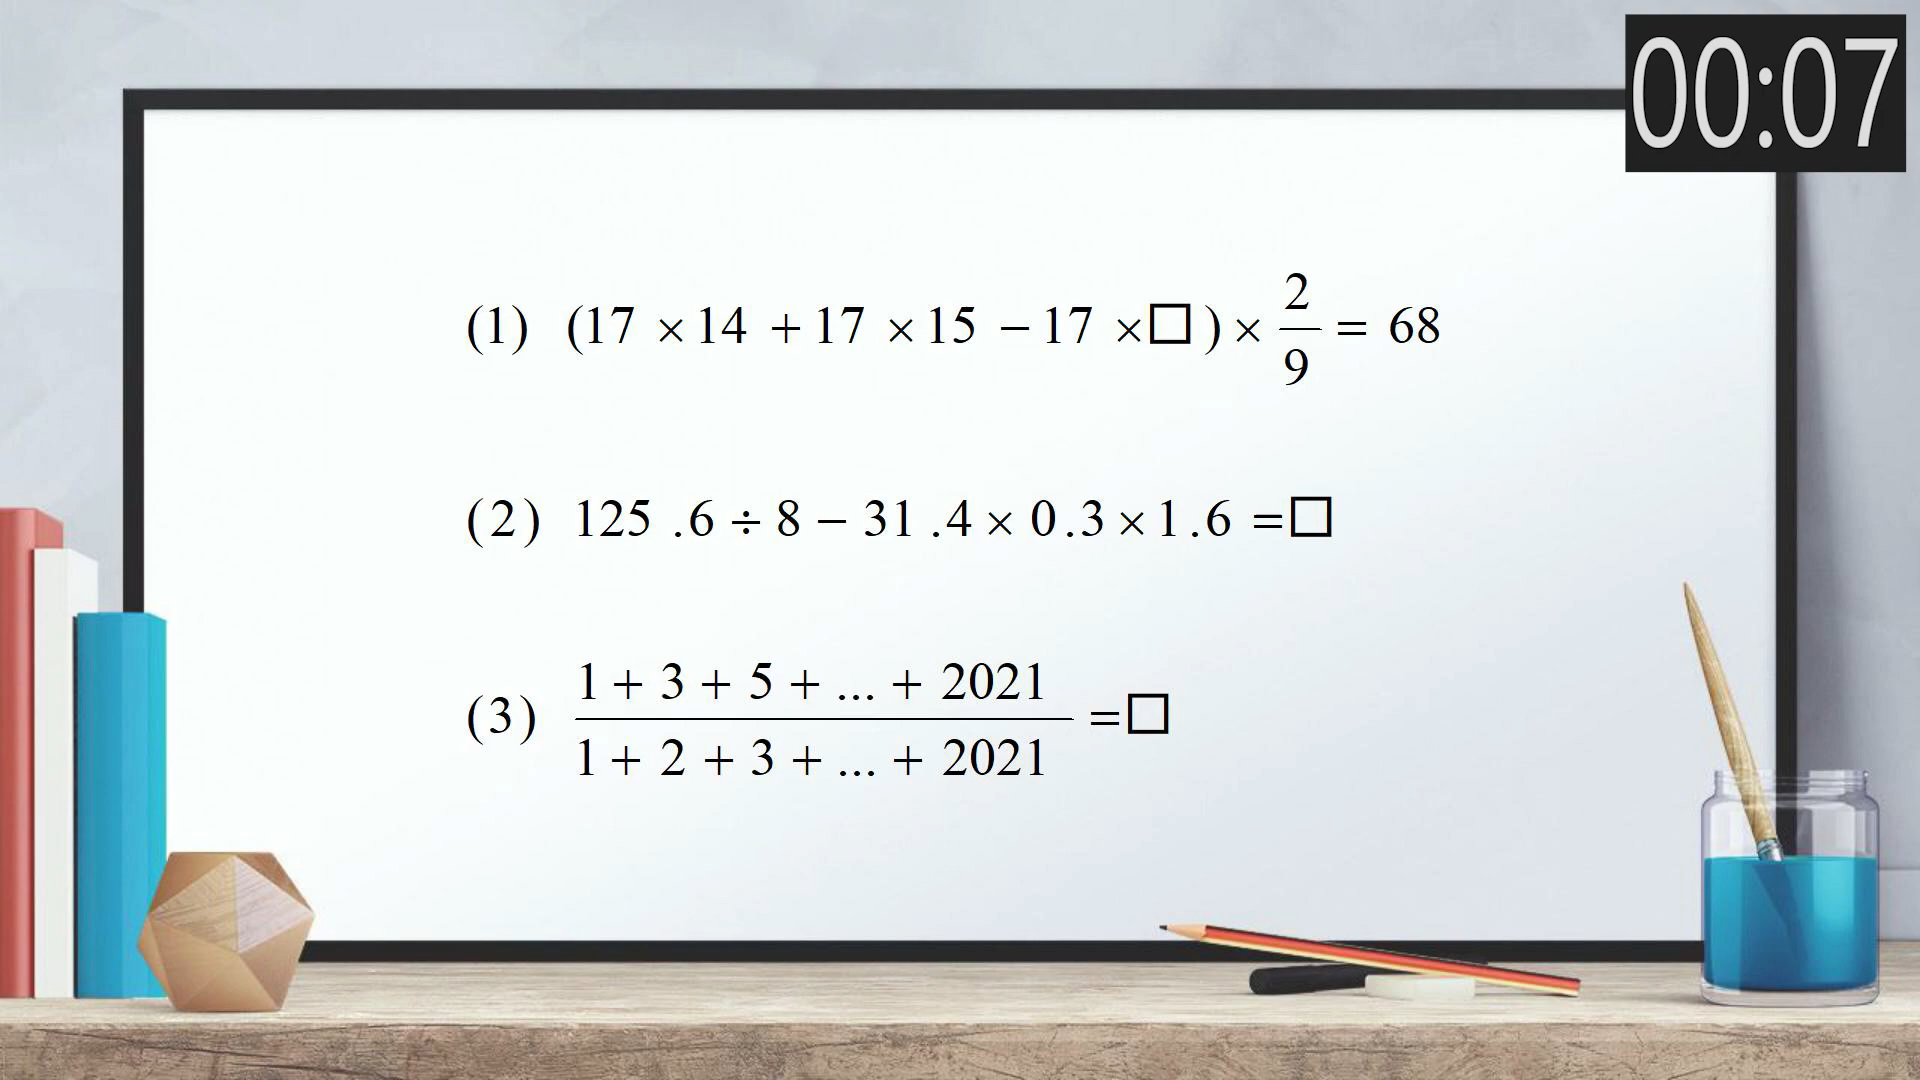 00:07
(1) (17 × 14 + 17 × 15 − 17 × □) × 2/9 = 68
(2) 125.6 ÷ 8 − 31.4 × 0.3 × 1.6 = □
(3) (1 + 3 + 5 + ... + 2021)/(1 + 2 + 3 + ... + 2021) = □